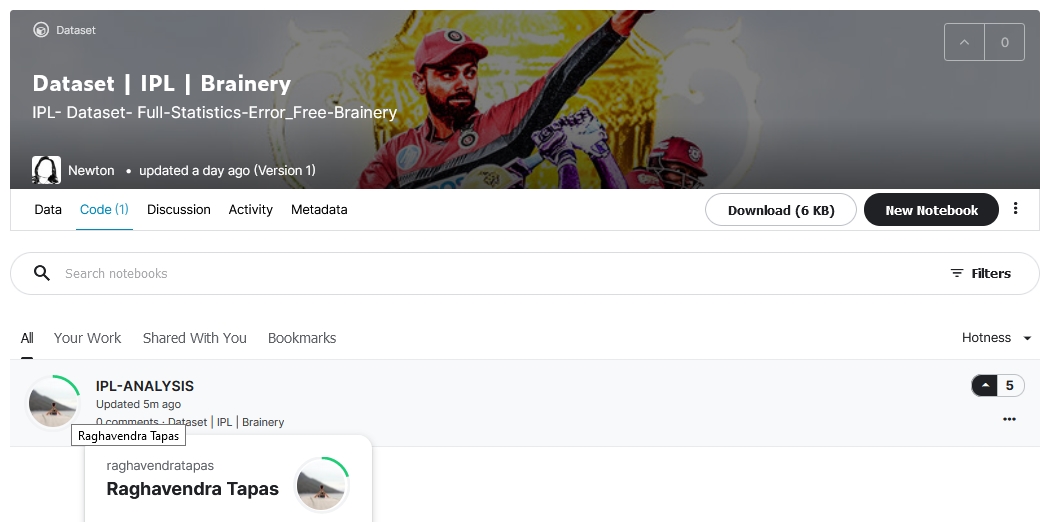 Dataset
0
Dataset | IPL | Brainery
IPL- Dataset- Full-Statistics-Error_Free-Brainery
Newton • updated a day ago (Version 1)
Data Code (1) Discussion Activity Metadata Download (6 KB) New Notebook
Search notebooks Filters
All Your Work Shared With You Bookmarks Hotness
IPL-ANALYSIS 5
Updated 5m ago
0 comments · Dataset | IPL | Brainery
Raghavendra Tapas
raghavendratapas
Raghavendra Tapas